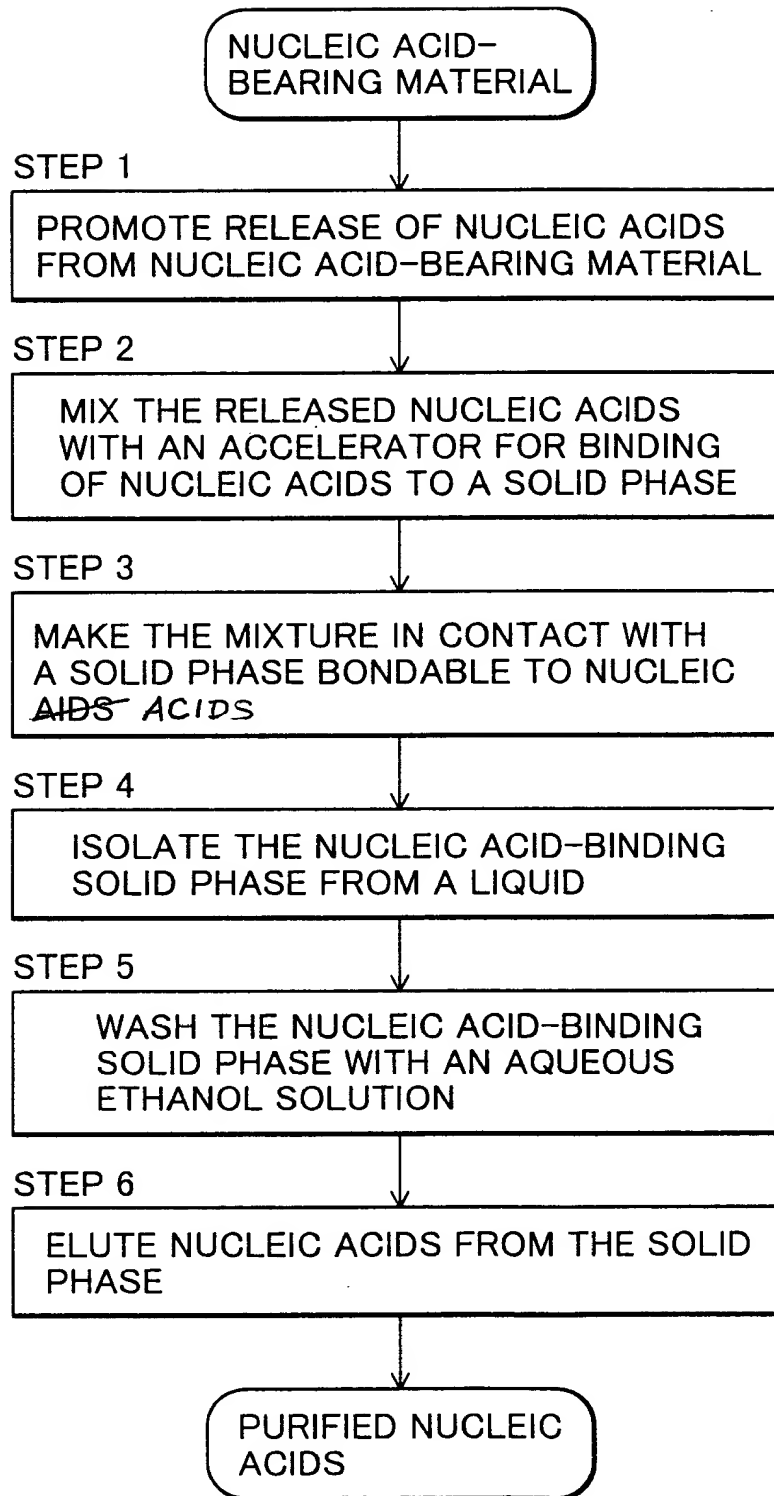 NUCLEIC ACID-
BEARING MATERIAL
STEP 1
PROMOTE RELEASE OF NUCLEIC ACIDS
FROM NUCLEIC ACID-BEARING MATERIAL
STEP 2
MIX THE RELEASED NUCLEIC ACIDS
WITH AN ACCELERATOR FOR BINDING
OF NUCLEIC ACIDS TO A SOLID PHASE
STEP 3
MAKE THE MIXTURE IN CONTACT WITH
A SOLID PHASE BONDABLE TO NUCLEIC
AIDS ACIDS
STEP 4
ISOLATE THE NUCLEIC ACID-BINDING
SOLID PHASE FROM A LIQUID
STEP 5
WASH THE NUCLEIC ACID-BINDING
SOLID PHASE WITH AN AQUEOUS
ETHANOL SOLUTION
STEP 6
ELUTE NUCLEIC ACIDS FROM THE SOLID
PHASE
PURIFIED NUCLEIC
ACIDS